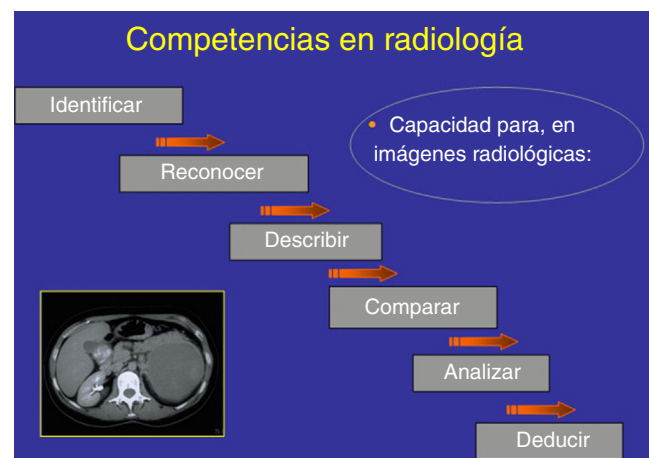 Competencias en radiología
Identificar
• Capacidad para, en
imágenes radiológicas:
Reconocer
Describir
Comparar
Analizar
Deducir